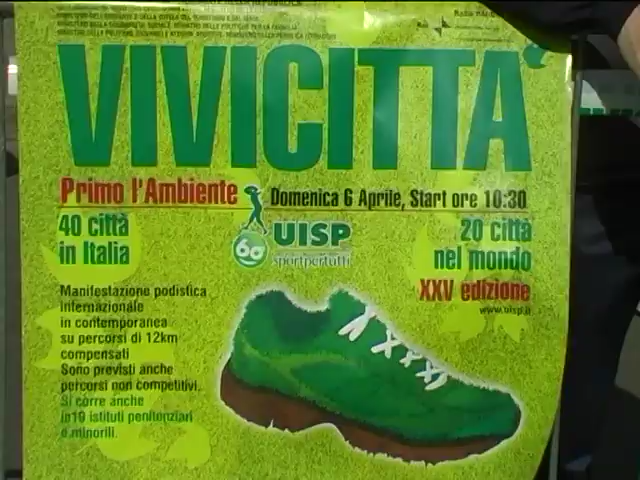 VIVICITTÀ
Primo l'Ambiente
Domenica 6 Aprile, Start ore 10:30
40 città
in Italia
60
UISP
sportpertutti
20 città
nel mondo
XXV edizione
www.uisp.it
Manifestazione podistica
internazionale
in contemporanea
su percorsi di 12km
compensati
Sono previsti anche
percorsi non competitivi.
Si corre anche
in 19 istituti penitenziari
e minorili.